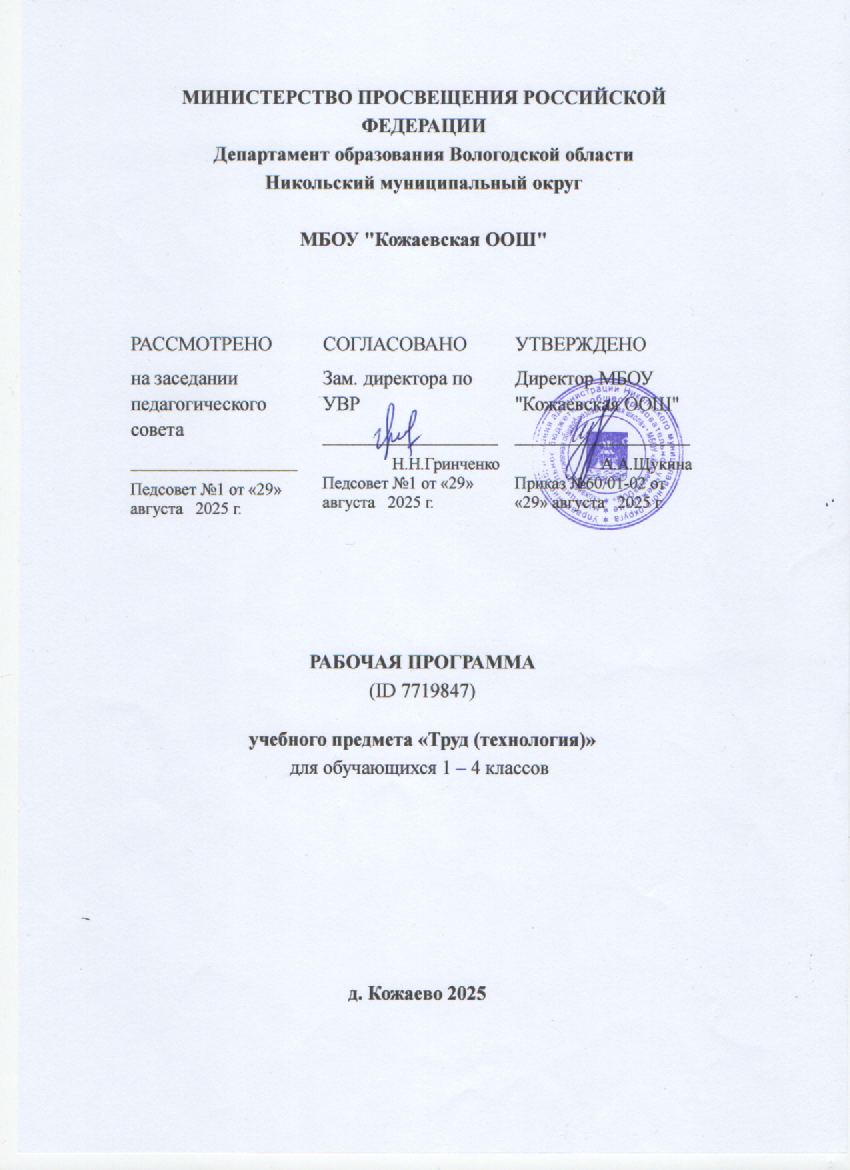 МИНИСТЕРСТВО ПРОСВЕЩЕНИЯ РОССИЙСКОЙ
ФЕДЕРАЦИИ
Департамент образования Вологодской области
Никольский муниципальный округ
МБОУ "Кожаевская ООШ"
РАССМОТРЕНО
на заседании
педагогического
совета
Педсовет №1 от «29»
августа 2025 г.
СОГЛАСОВАНО
Зам. директора по
УВР
Н.Н.Гринченко
Педсовет №1 от «29»
августа 2025 г.
УТВЕРЖДЕНО
Директор МБОУ
"Кожаевская ООШ"
А.А.Щукина
Приказ №60/01-02 от
«29» августа 2025 г.
РАБОЧАЯ ПРОГРАММА
(ID 7719847)
учебного предмета «Труд (технология)»
для обучающихся 1 – 4 классов
д. Кожаево 2025